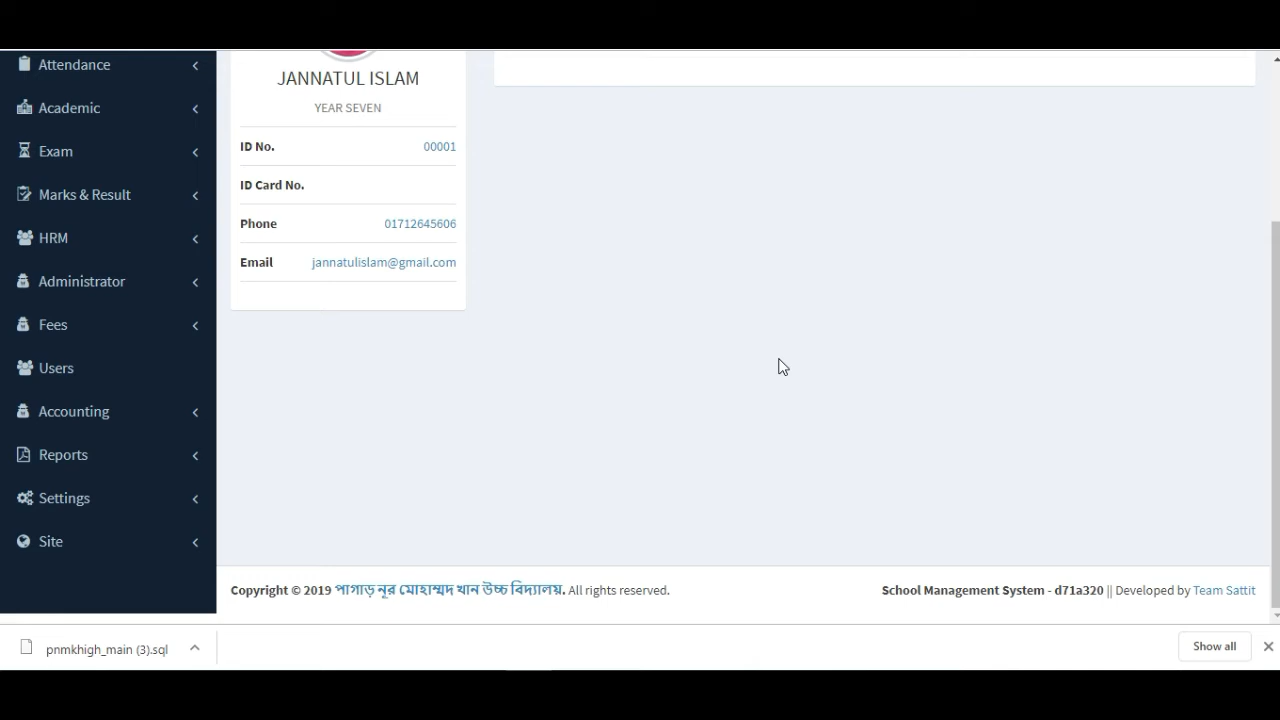 Attendance
Academic
Exam
Marks & Result
HRM
Administrator
Fees
Users
Accounting
Reports
Settings
Site
JANNATUL ISLAM
YEAR SEVEN
ID No. 00001
ID Card No.
Phone 01712645606
Email jannatulislam@gmail.com
Copyright © 2019 পাগাড় নূর মোহাম্মদ খান উচ্চ বিদ্যালয়. All rights reserved.
School Management System - d71a320 || Developed by Team Sattit
pnmkhigh_main (3).sql
Show all